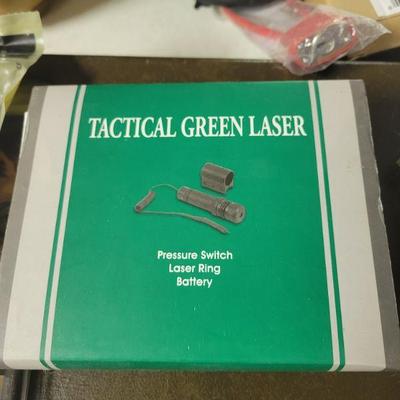 TACTICAL GREEN LASER
Pressure Switch
Laser Ring
Battery